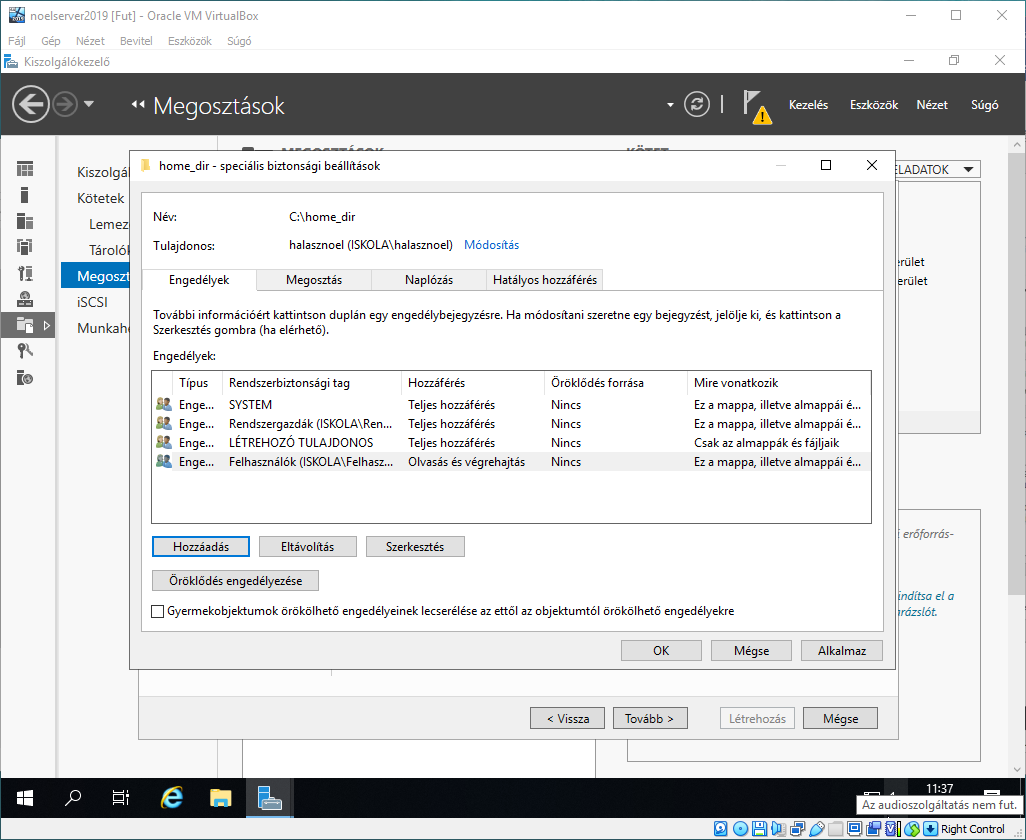 noelserver2019 [Fut] - Oracle VM VirtualBox
Fájl Gép Nézet Bevitel Eszközök Súgó
Kiszolgálókezelő
Megosztások
Kezelés Eszközök Nézet Súgó
MEGOSZTÁSOK KÖTET
home_dir - speciális biztonsági beállítások
Kiszolgál
Kötetek
Lemez
Tárolók
Megoszt
iSCSI
Munkaho
ELADATOK
erület
erület
i erőforrás-
indítsa el a
arázslót.
Név: C:\home_dir
Tulajdonos: halasznoel (ISKOLA\halasznoel) Módosítás
Engedélyek Megosztás Naplózás Hatályos hozzáférés
További információért kattintson duplán egy engedélybejegyzésre. Ha módosítani szeretne egy bejegyzést, jelölje ki, és kattintson a
Szerkesztés gombra (ha elérhető).
Engedélyek:
Típus Rendszerbiztonsági tag Hozzáférés Öröklődés forrása Mire vonatkozik
Enge... SYSTEM Teljes hozzáférés Nincs Ez a mappa, illetve almappái é...
Enge... Rendszergazdák (ISKOLA\Ren... Teljes hozzáférés Nincs Ez a mappa, illetve almappái é...
Enge... LÉTREHOZÓ TULAJDONOS Teljes hozzáférés Nincs Csak az almappák és fájljaik
Enge... Felhasználók (ISKOLA\Felhasz... Olvasás és végrehajtás Nincs Ez a mappa, illetve almappái é...
Hozzáadás Eltávolítás Szerkesztés
Öröklődés engedélyezése
Gyermekobjektumok örökölhető engedélyeinek lecserélése az ettől az objektumtól örökölhető engedélyekre
OK Mégse Alkalmaz
< Vissza Tovább > Létrehozás Mégse
11:37
Az audioszolgáltatás nem fut.
Right Control